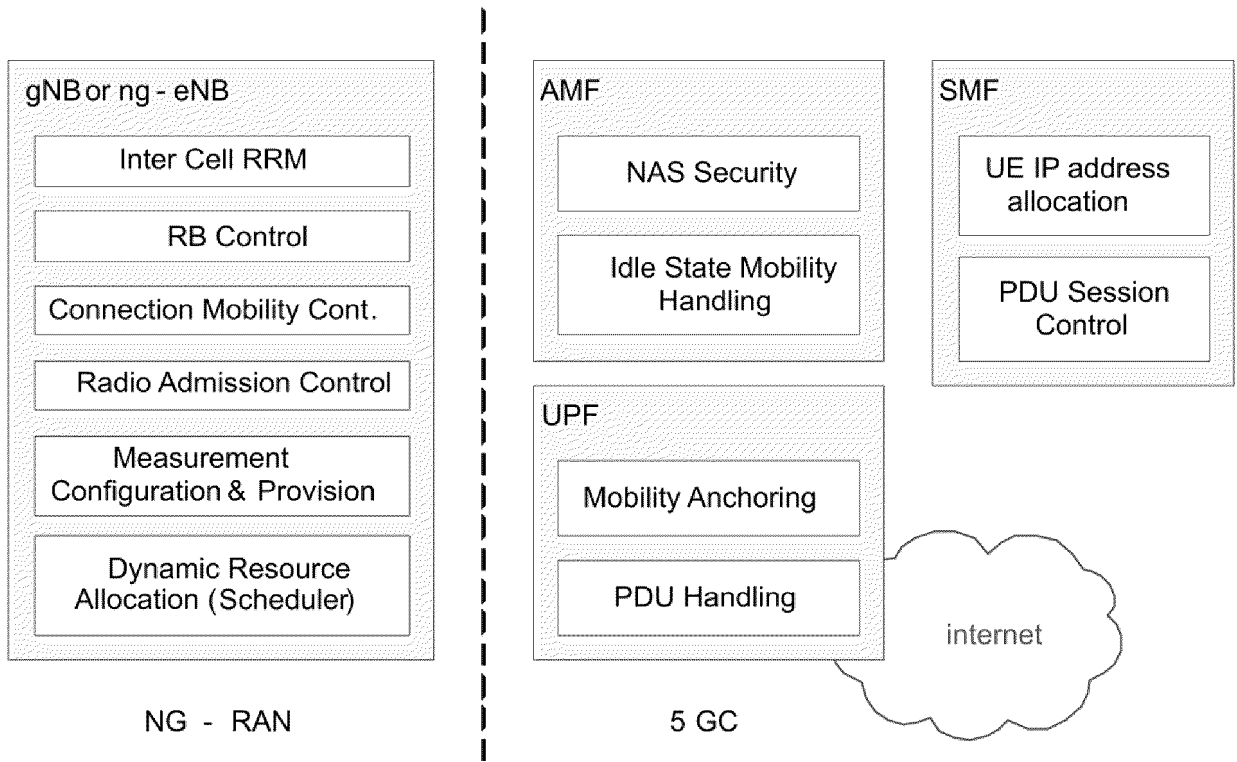 gNB or ng - eNB
Inter Cell RRM
RB Control
Connection Mobility Cont.
Radio Admission Control
Measurement
Configuration & Provision
Dynamic Resource
Allocation (Scheduler)
NG - RAN
AMF
NAS Security
Idle State Mobility
Handling
SMF
UE IP address
allocation
PDU Session
Control
UPF
Mobility Anchoring
PDU Handling
internet
5 GC